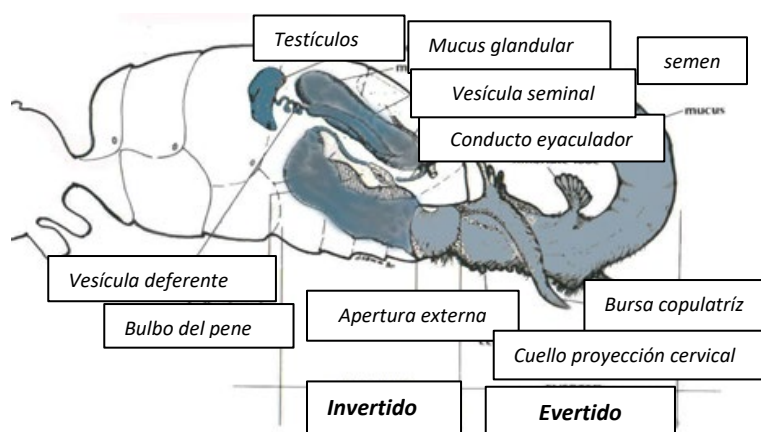 Testículos
Mucus glandular
semen
Vesícula seminal
Conducto eyaculador
mucus
Vesícula deferente
Bulbo del pene
Apertura externa
Bursa copulatríz
Cuello proyección cervical
Invertido
Evertido